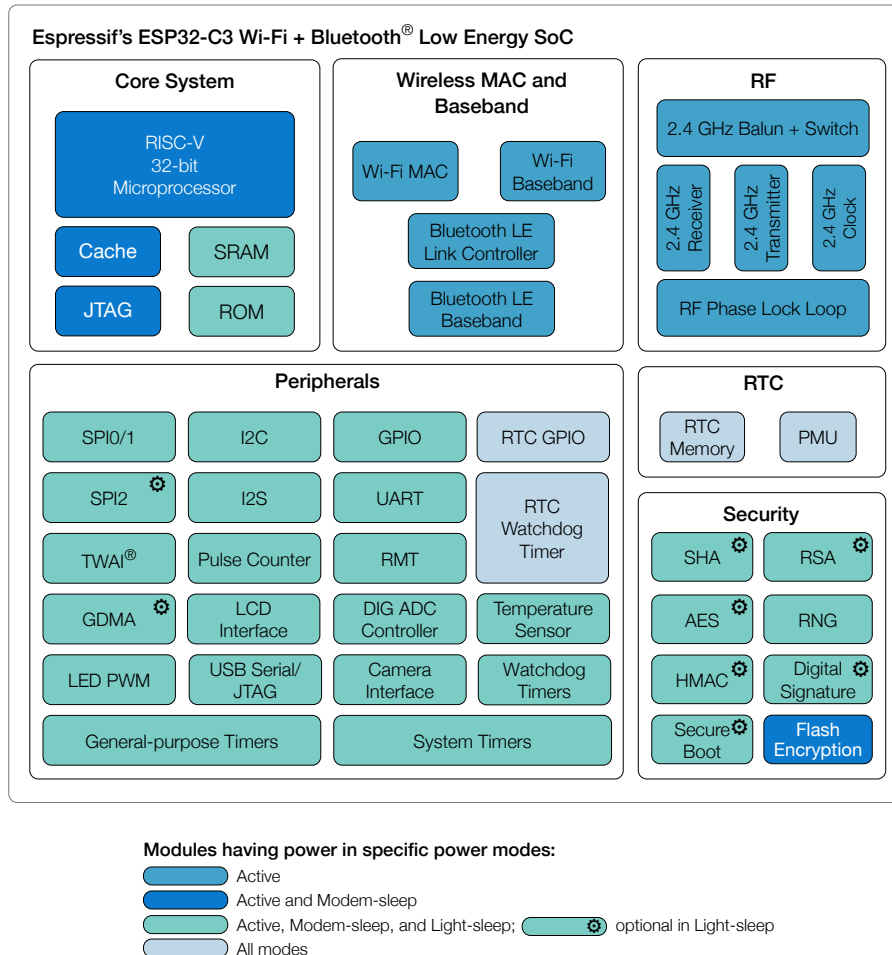 Espressif's ESP32-C3 Wi-Fi + Bluetooth® Low Energy SoC
Core System
RISC-V
32-bit
Microprocessor
Cache
SRAM
JTAG
ROM
Wireless MAC and
Baseband
Wi-Fi MAC
Wi-Fi
Baseband
Bluetooth LE
Link Controller
Bluetooth LE
Baseband
RF
2.4 GHz Balun + Switch
2.4 GHz
Receiver
2.4 GHz
Transmitter
2.4 GHz
Clock
RF Phase Lock Loop
Peripherals
SPI0/1
I2C
GPIO
RTC GPIO
SPI2
I2S
UART
RTC
Watchdog
Timer
TWAI®
Pulse Counter
RMT
GDMA
LCD
Interface
DIG ADC
Controller
Temperature
Sensor
LED PWM
USB Serial/
JTAG
Camera
Interface
Watchdog
Timers
General-purpose Timers
System Timers
RTC
RTC
Memory
PMU
Security
SHA
RSA
AES
RNG
HMAC
Digital
Signature
Secure
Boot
Flash
Encryption
Modules having power in specific power modes:
Active
Active and Modem-sleep
Active, Modem-sleep, and Light-sleep; optional in Light-sleep
All modes